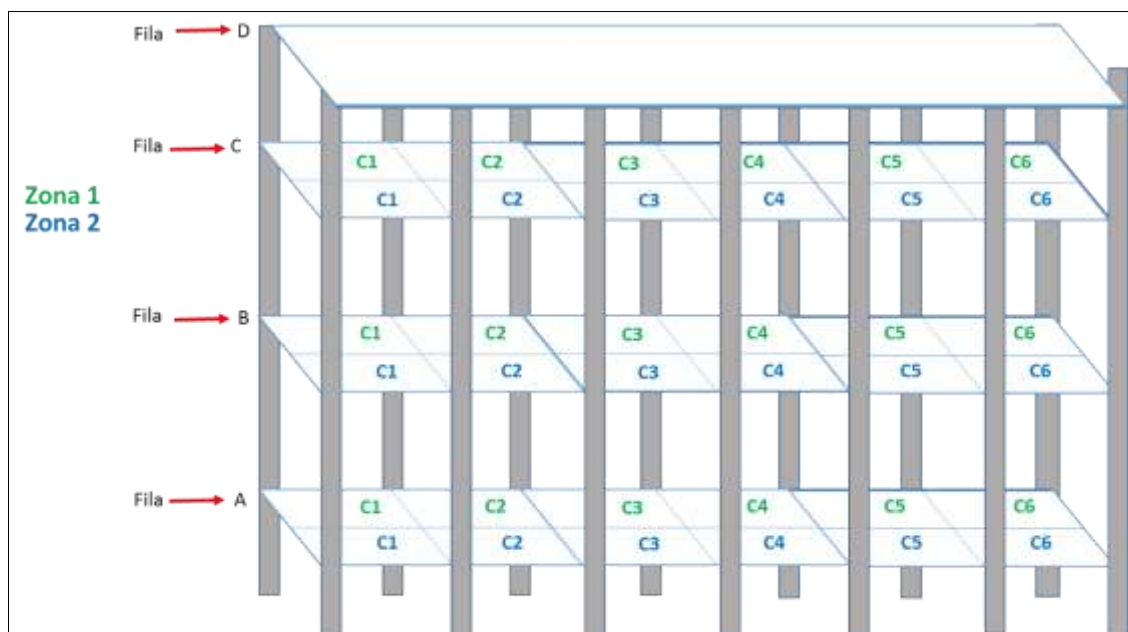 Fila D
Fila C
C1 C2 C3 C4 C5 C6
Zona 1
C1 C2 C3 C4 C5 C6
Zona 2
Fila B
C1 C2 C3 C4 C5 C6
C1 C2 C3 C4 C5 C6
Fila A
C1 C2 C3 C4 C5 C6
C1 C2 C3 C4 C5 C6